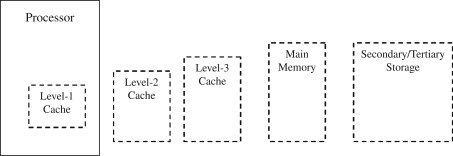 Processor
Level-1
Cache
Level-2
Cache
Level-3
Cache
Main
Memory
Secondary/Tertiary
Storage